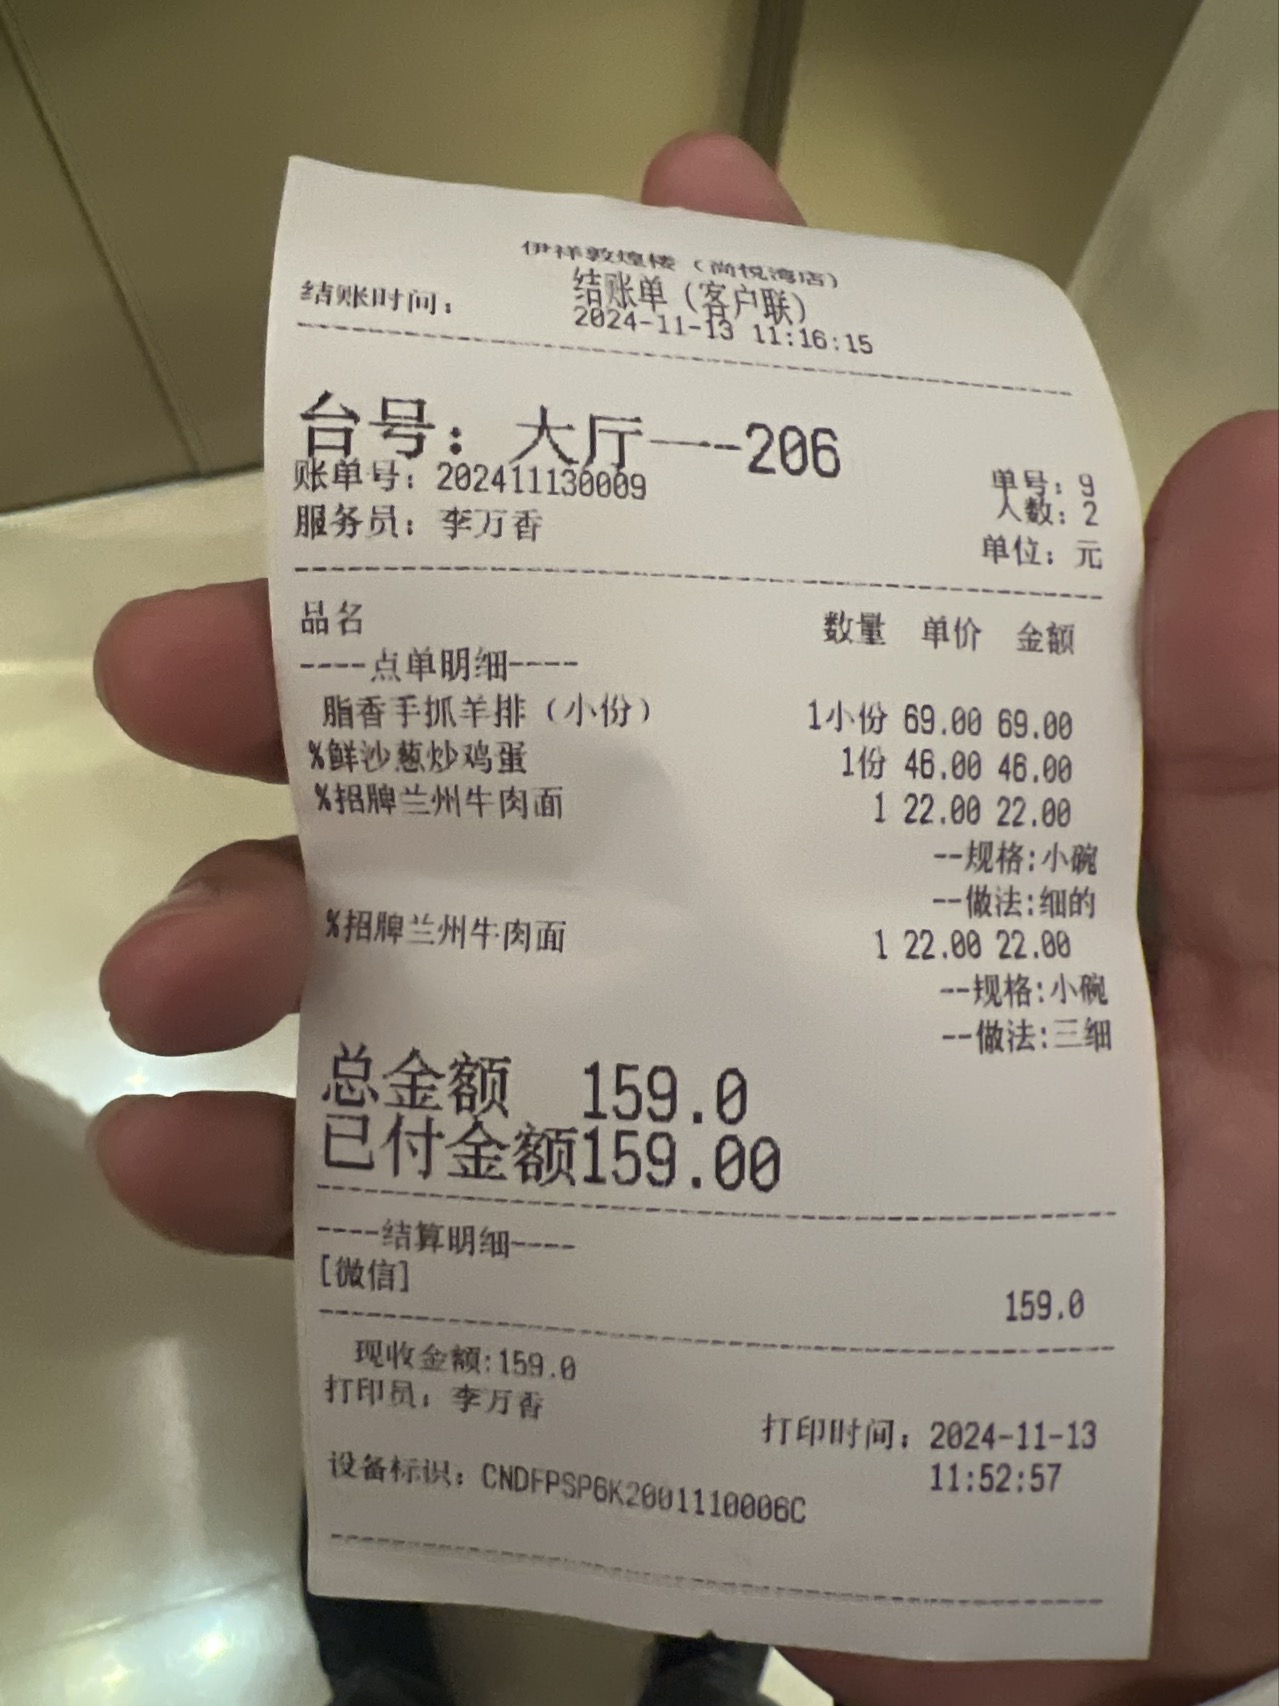 伊祥敦煌楼（尚悦湾店）
结账单（客户联）
结账时间： 2024-11-13 11:16:15
台号：大厅一--206
账单号：202411130009 单号：9
人数：2
服务员：李万香 单位：元
品名 数量 单价 金额
----点单明细----
脂香手抓羊排（小份） 1小份 69.00 69.00
%鲜沙葱炒鸡蛋 1份 46.00 46.00
%招牌兰州牛肉面 1 22.00 22.00
--规格:小碗
--做法:细的
%招牌兰州牛肉面 1 22.00 22.00
--规格:小碗
--做法:三细
总金额 159.0
已付金额159.00
----结算明细----
[微信] 159.0
现收金额:159.0
打印员：李万香
打印时间：2024-11-13
11:52:57
设备标识：CNDFPSP6K2001110006C